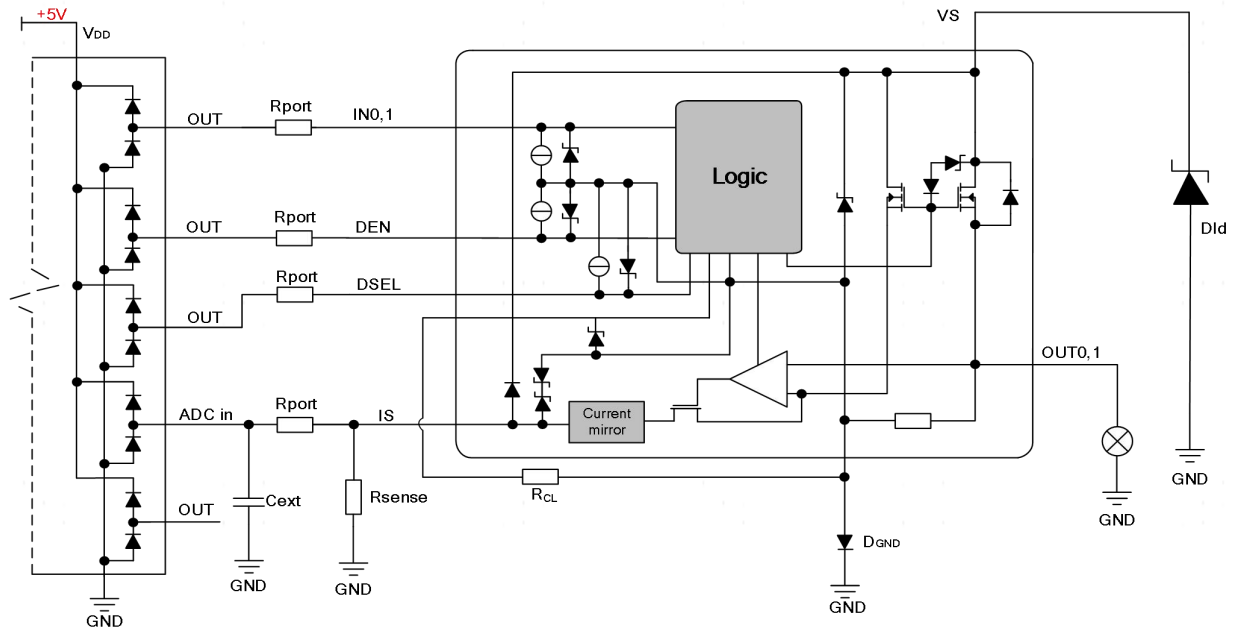 +5V
VDD
VS
OUT
Rport
IN0,1
Logic
OUT
Rport
DEN
Dld
Rport
DSEL
OUT
OUT0,1
ADC in
Rport
IS
Current
mirror
Cext
Rsense
RCL
OUT
GND
GND
DGND
GND
GND
GND
GND